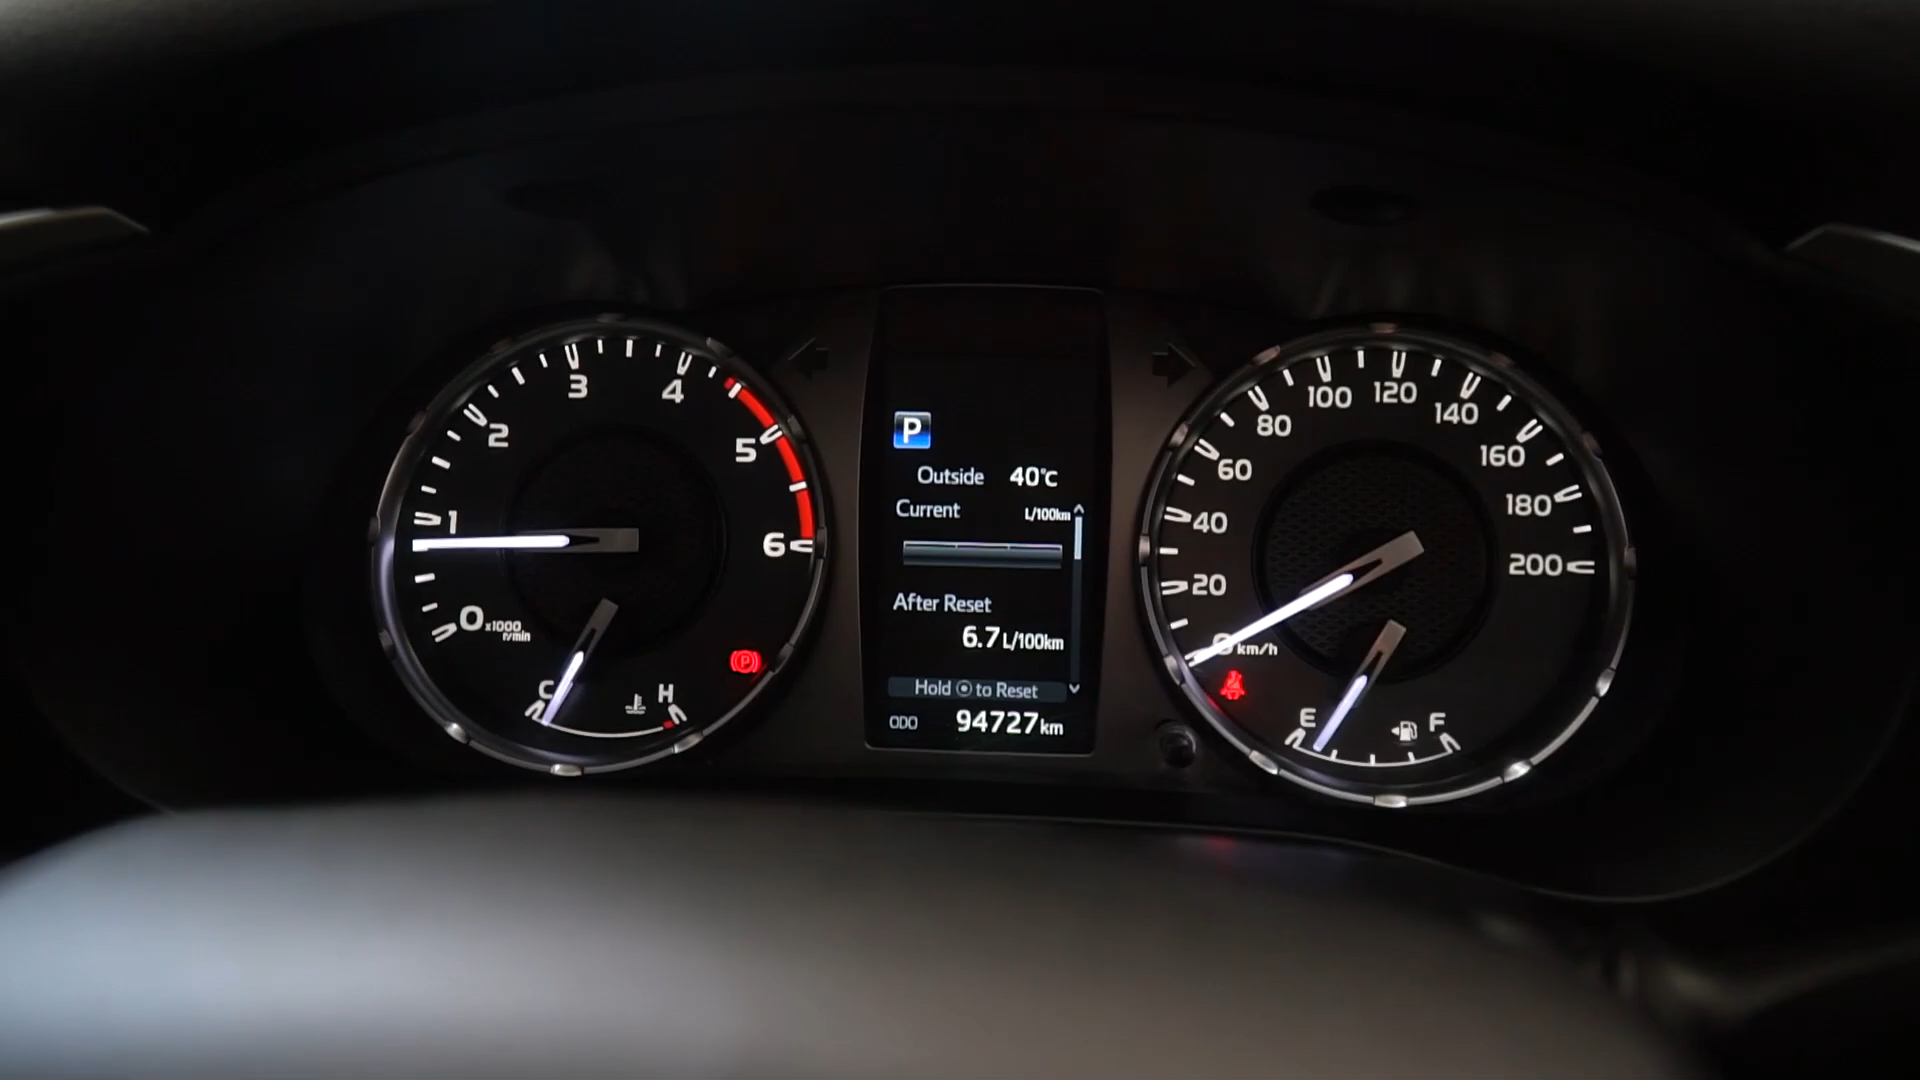 0
1
2
3
4
5
6
x1000
r/min
C
H
P
P
Outside 40°C
Current L/100km
After Reset
6.7 L/100km
Hold to Reset
ODO 94727 km
0
20
40
60
80
100
120
140
160
180
200
km/h
E
F